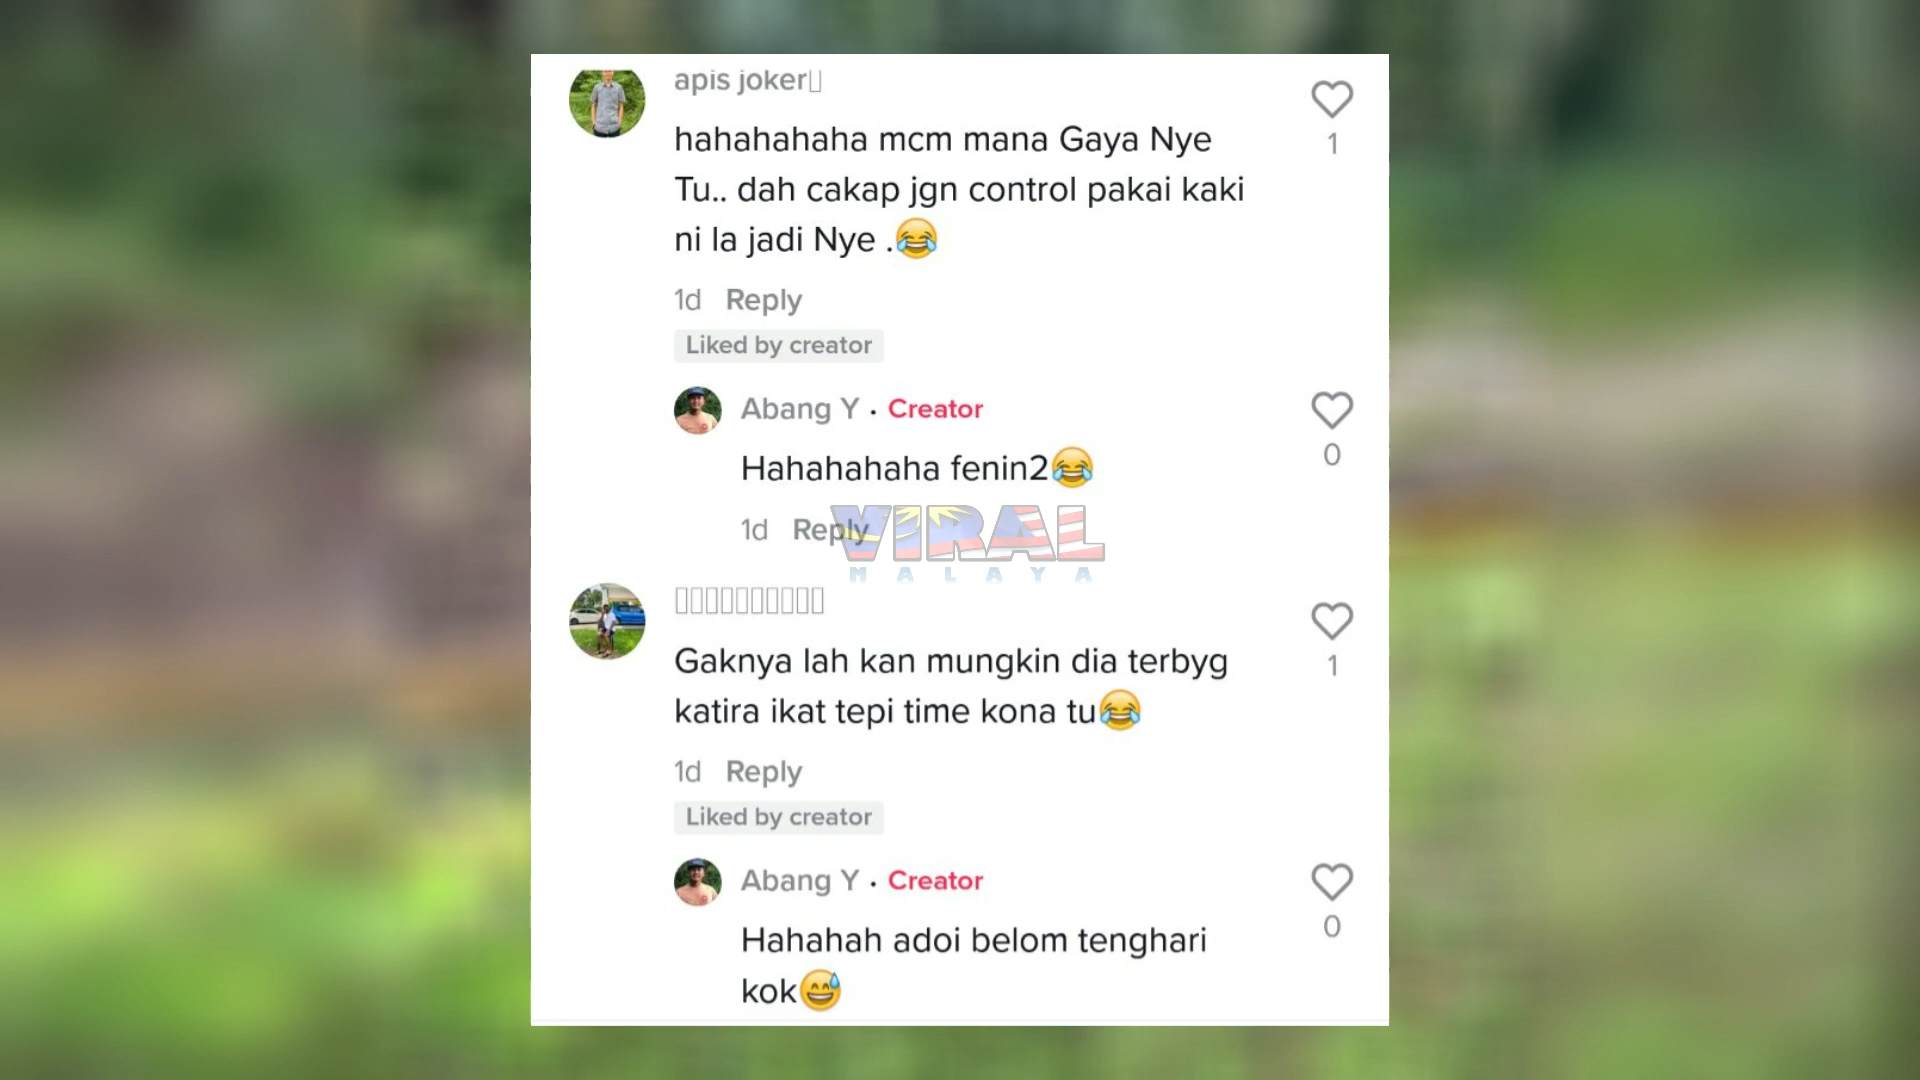 apis joker
1
hahahahaha mcm mana Gaya Nye
Tu.. dah cakap jgn control pakai kaki
ni la jadi Nye .😂
1d Reply
Liked by creator
Abang Y · Creator
0
Hahahahaha fenin2😂
1d Reply
VIRAL
MALAYA
1
Gaknya lah kan mungkin dia terbyg
katira ikat tepi time kona tu😂
1d Reply
Liked by creator
Abang Y · Creator
0
Hahahah adoi belom tenghari
kok😅